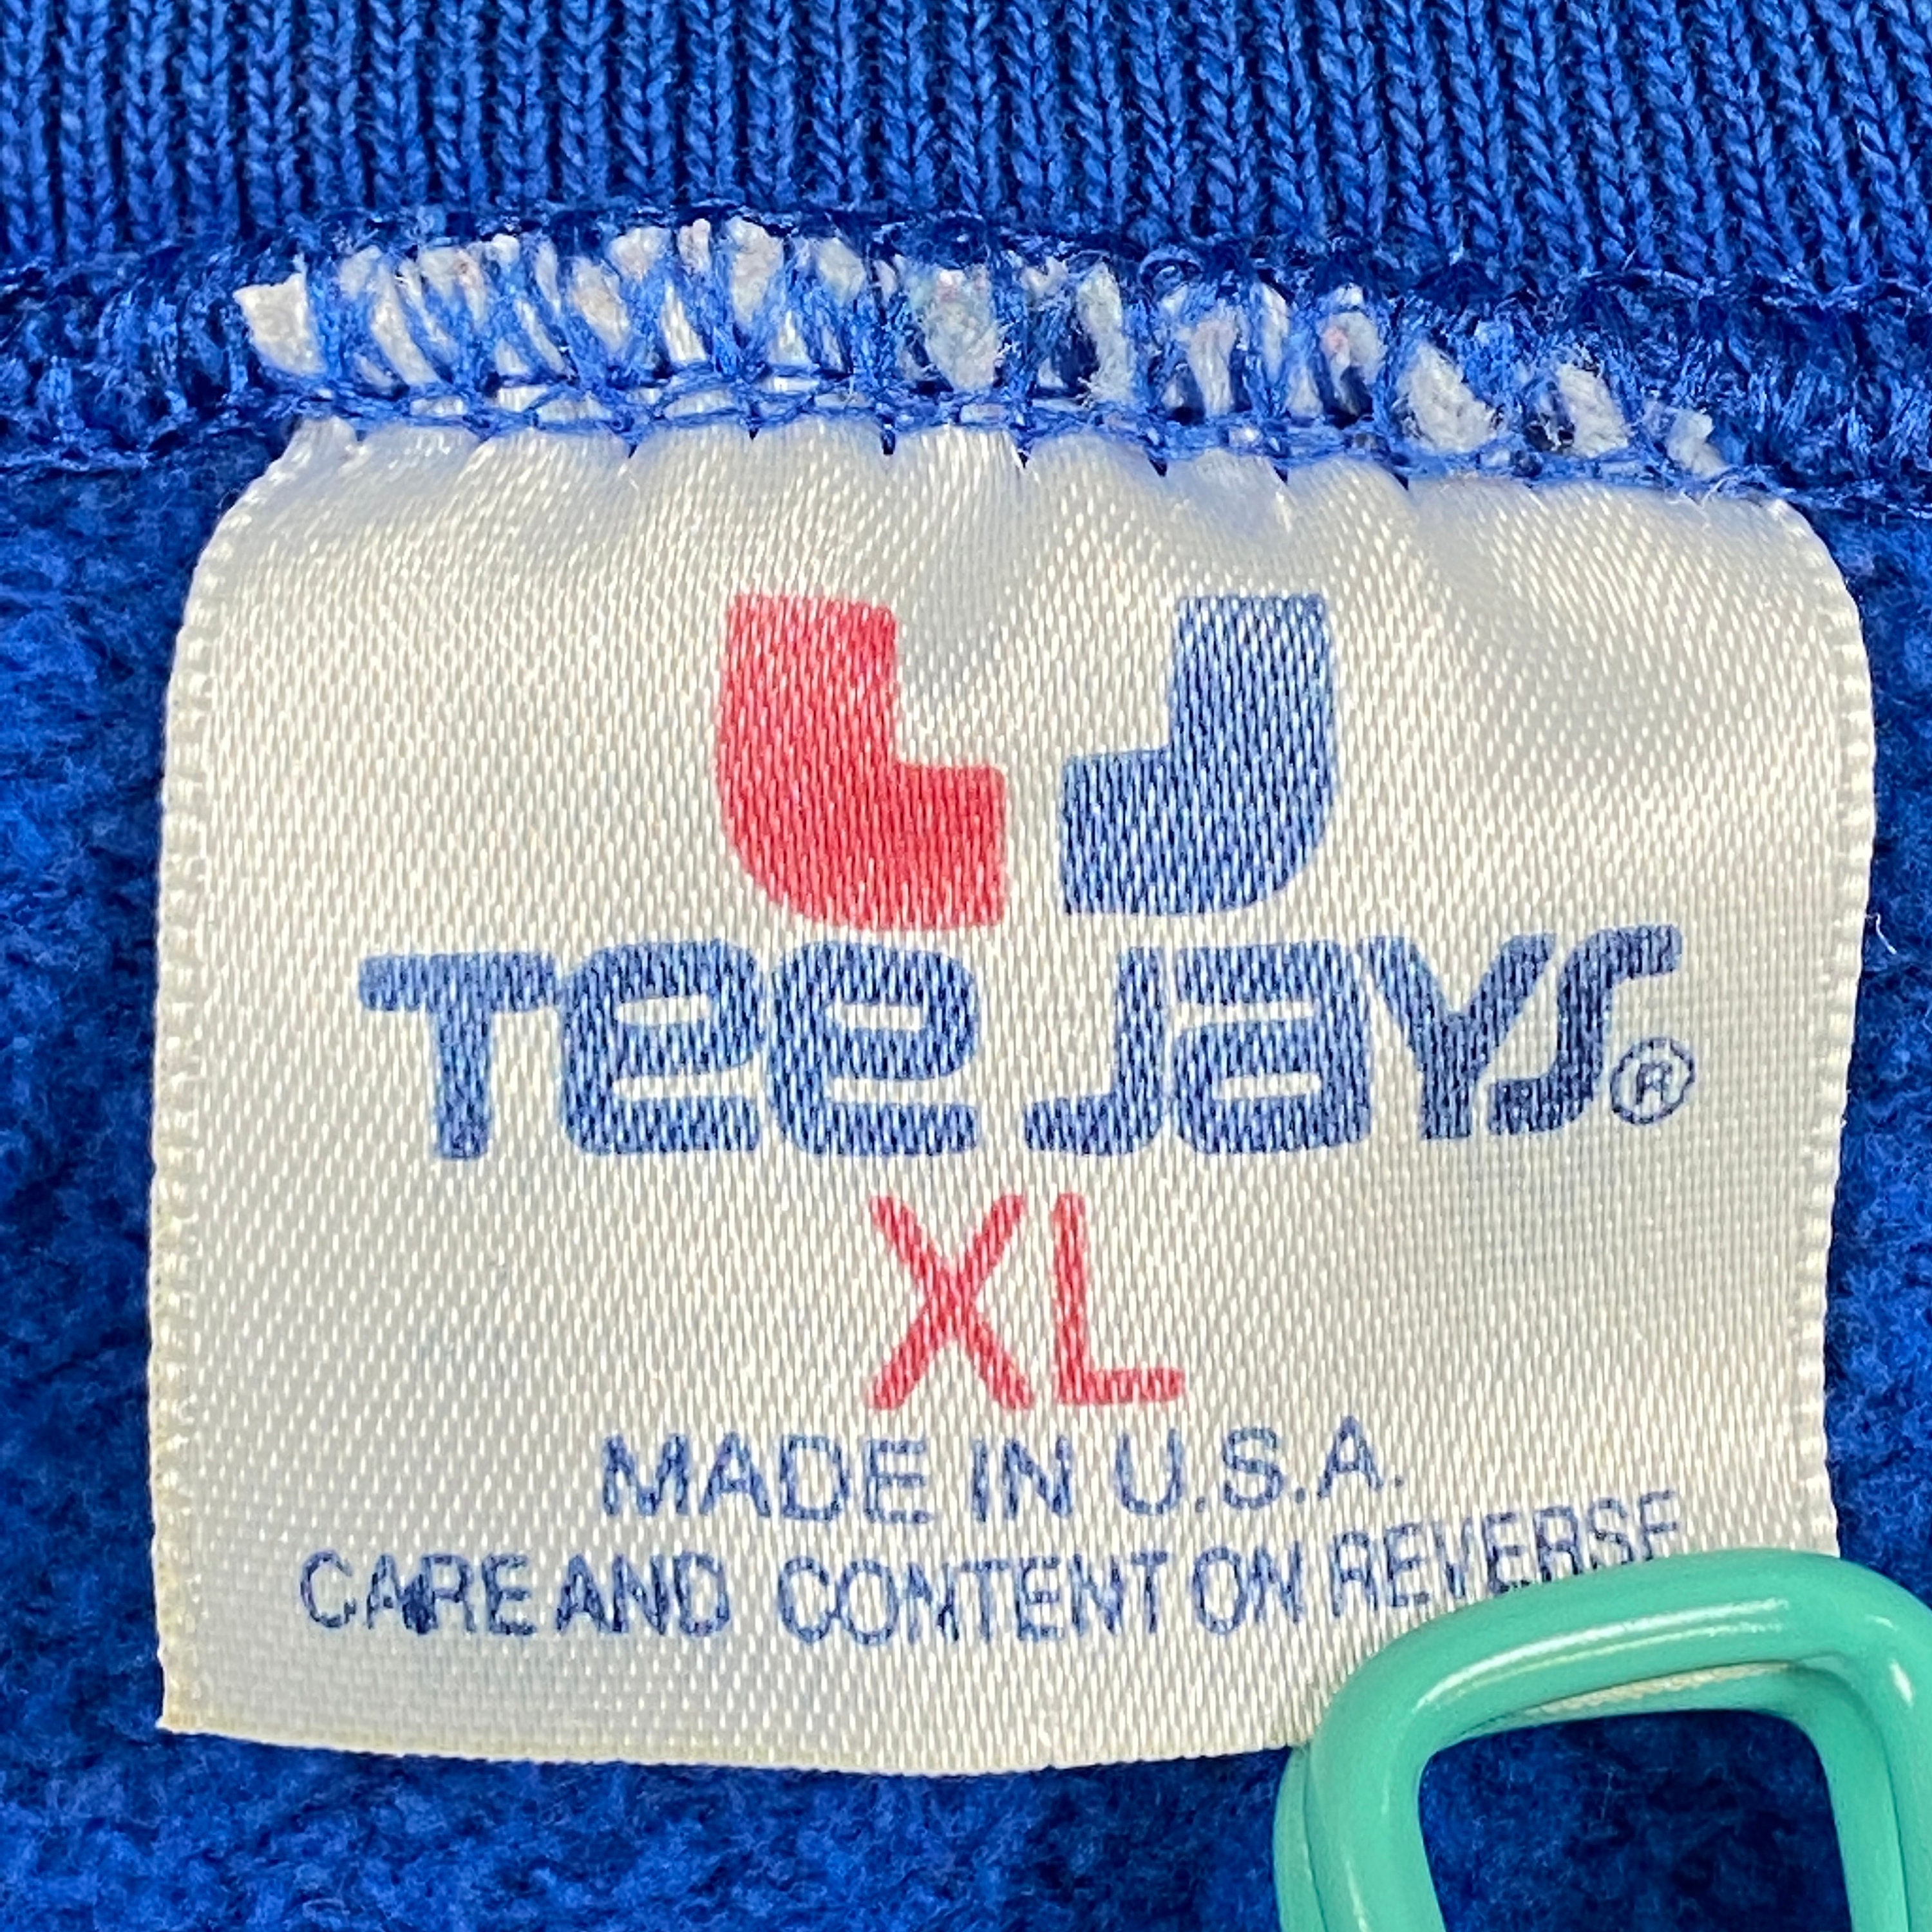 Tee Jays®
XL
MADE IN U.S.A.
CARE AND CONTENT ON REVERSE